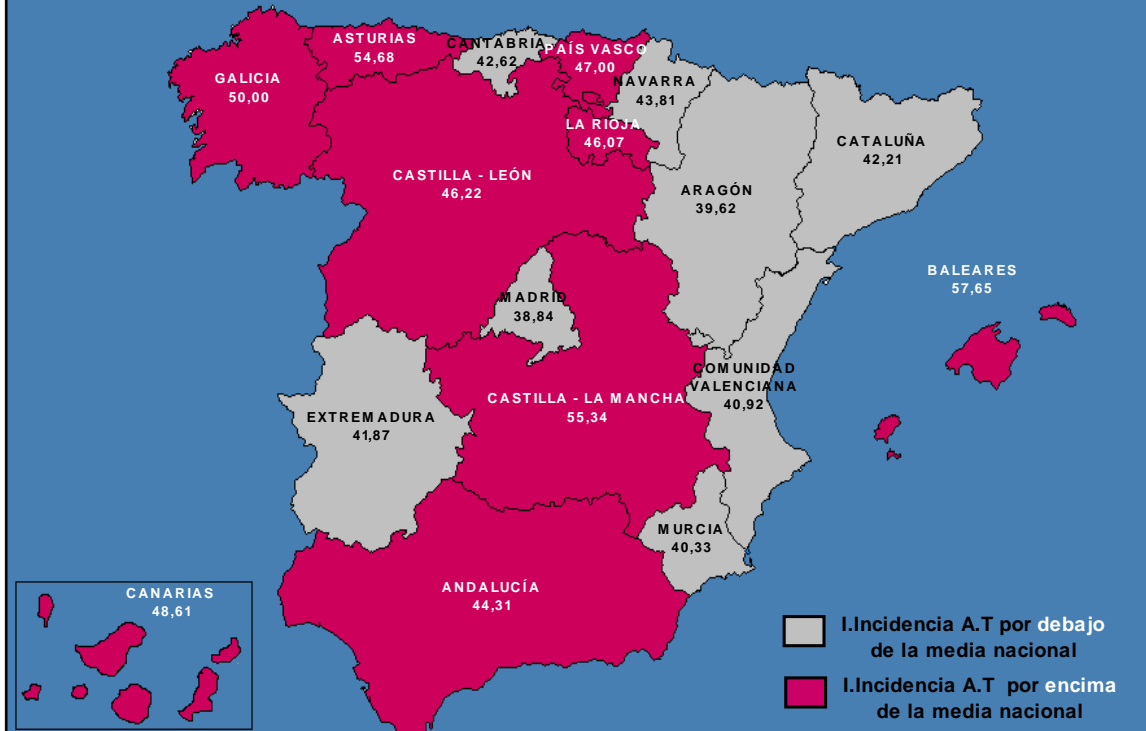 ASTURIAS
54,68
CANTABRIA
42,62
PAÍS VASCO
47,00
GALICIA
50,00
NAVARRA
43,81
LA RIOJA
46,07
CATALUÑA
42,21
CASTILLA - LEÓN
46,22
ARAGÓN
39,62
BALEARES
57,65
MADRID
38,84
COMUNIDAD
VALENCIANA
40,92
CASTILLA - LA MANCHA
55,34
EXTREMADURA
41,87
MURCIA
40,33
ANDALUCÍA
44,31
CANARIAS
48,61
I.Incidencia A.T por debajo
de la media nacional
I.Incidencia A.T por encima
de la media nacional